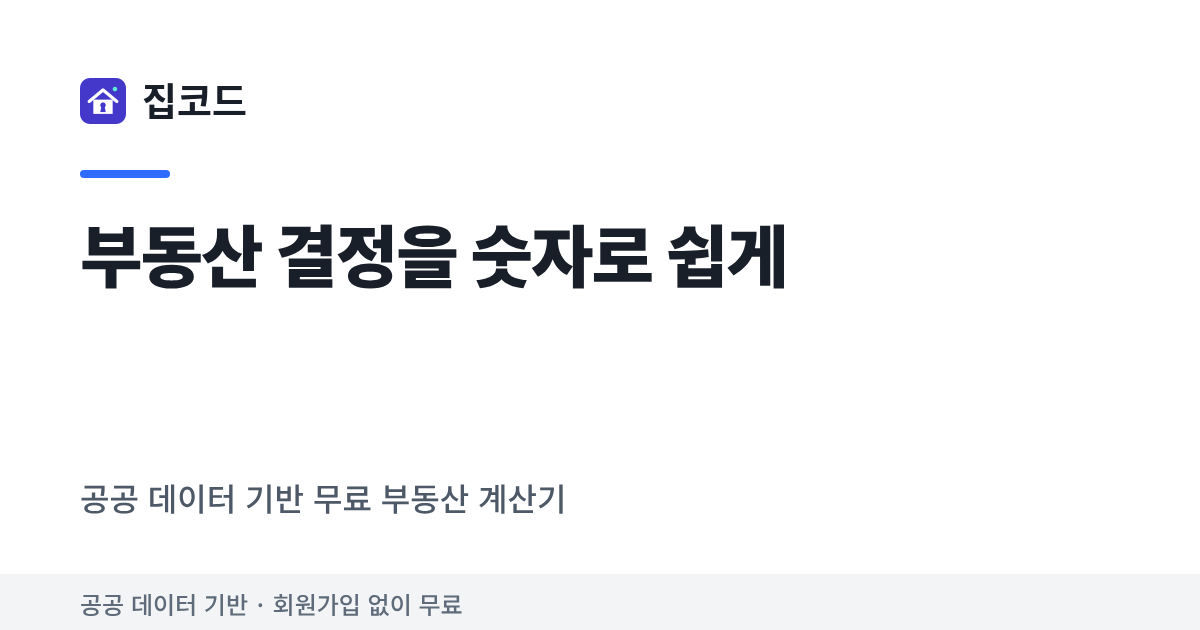 집코드
부동산 결정을 숫자로 쉽게
공공 데이터 기반 무료 부동산 계산기
공공 데이터 기반 · 회원가입 없이 무료